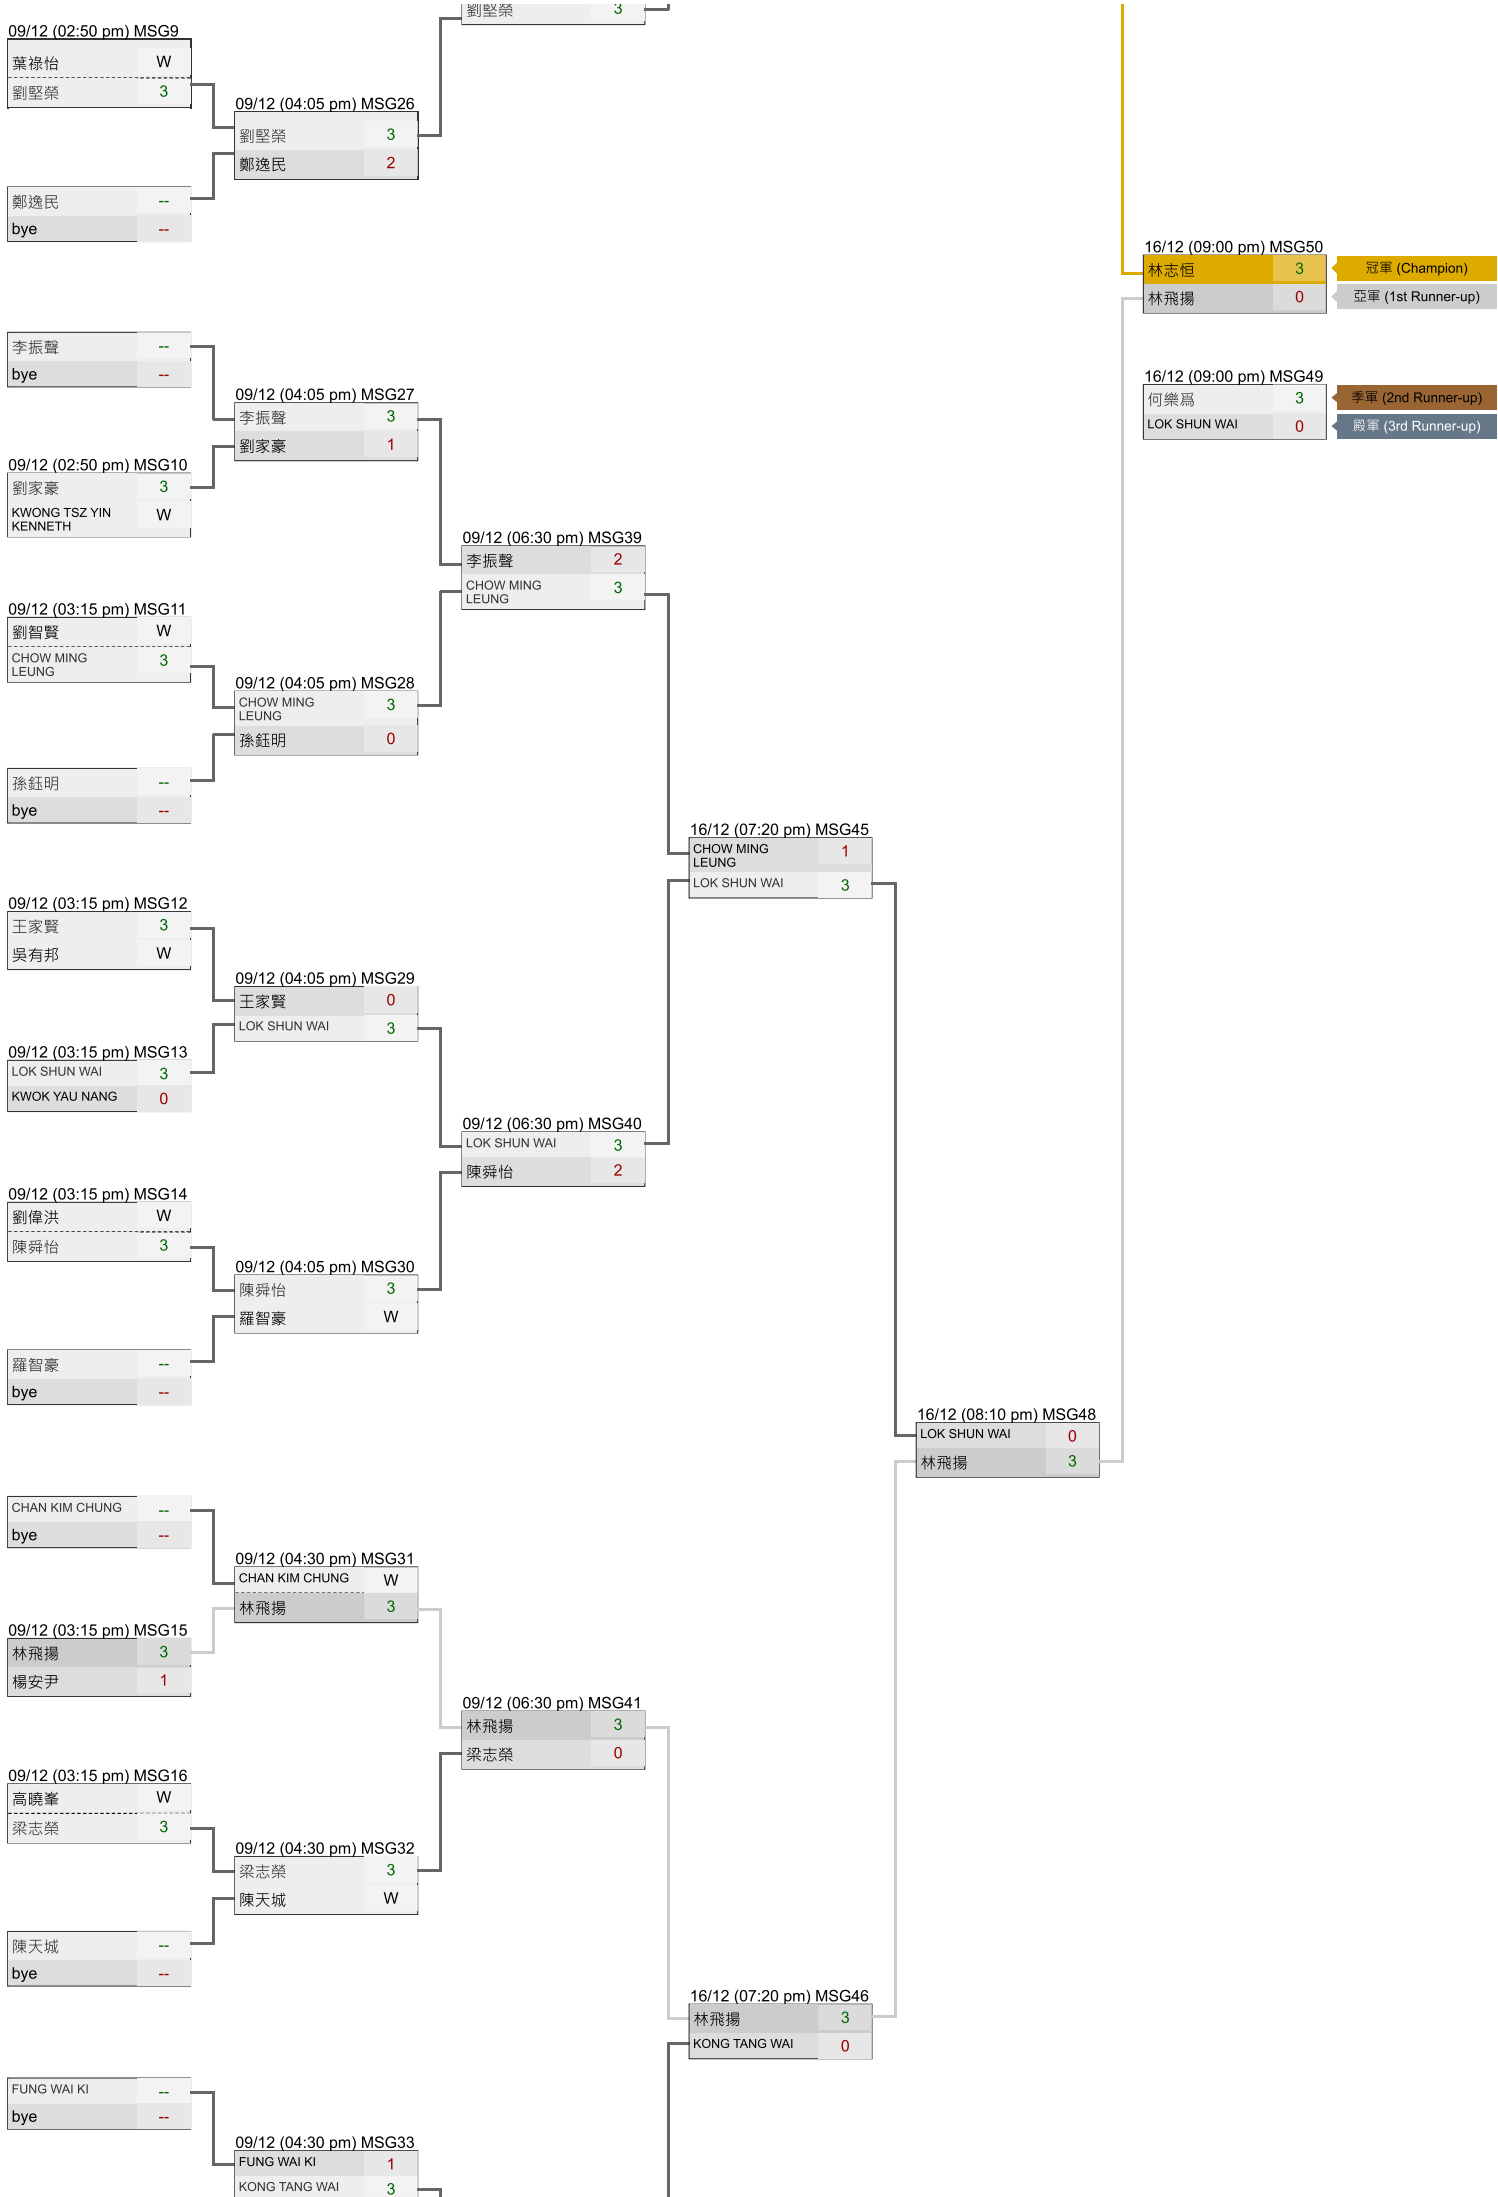 劉堅榮 3
09/12 (02:50 pm) MSG9
葉祿怡 W
劉堅榮 3
09/12 (04:05 pm) MSG26
劉堅榮 3
鄭逸民 2
鄭逸民 --
bye --
16/12 (09:00 pm) MSG50
林志恒 3 冠軍 (Champion)
林飛揚 0 亞軍 (1st Runner-up)
李振聲 --
bye --
16/12 (09:00 pm) MSG49
何樂爲 3 季軍 (2nd Runner-up)
LOK SHUN WAI 0 殿軍 (3rd Runner-up)
09/12 (04:05 pm) MSG27
李振聲 3
劉家豪 1
09/12 (02:50 pm) MSG10
劉家豪 3
KWONG TSZ YIN
KENNETH W
09/12 (06:30 pm) MSG39
李振聲 2
CHOW MING
LEUNG 3
09/12 (03:15 pm) MSG11
劉智賢 W
CHOW MING
LEUNG 3
09/12 (04:05 pm) MSG28
CHOW MING
LEUNG 3
孫鈺明 0
孫鈺明 --
bye --
16/12 (07:20 pm) MSG45
CHOW MING
LEUNG 1
LOK SHUN WAI 3
09/12 (03:15 pm) MSG12
王家賢 3
吳有邦 W
09/12 (04:05 pm) MSG29
王家賢 0
LOK SHUN WAI 3
09/12 (03:15 pm) MSG13
LOK SHUN WAI 3
KWOK YAU NANG 0
09/12 (06:30 pm) MSG40
LOK SHUN WAI 3
陳舜怡 2
09/12 (03:15 pm) MSG14
劉偉洪 W
陳舜怡 3
09/12 (04:05 pm) MSG30
陳舜怡 3
羅智豪 W
羅智豪 --
bye --
16/12 (08:10 pm) MSG48
LOK SHUN WAI 0
林飛揚 3
CHAN KIM CHUNG --
bye --
09/12 (04:30 pm) MSG31
CHAN KIM CHUNG W
林飛揚 3
09/12 (03:15 pm) MSG15
林飛揚 3
楊安尹 1
09/12 (06:30 pm) MSG41
林飛揚 3
梁志榮 0
09/12 (03:15 pm) MSG16
高曉峯 W
梁志榮 3
09/12 (04:30 pm) MSG32
梁志榮 3
陳天城 W
陳天城 --
bye --
16/12 (07:20 pm) MSG46
林飛揚 3
KONG TANG WAI 0
FUNG WAI KI --
bye --
09/12 (04:30 pm) MSG33
FUNG WAI KI 1
KONG TANG WAI 3